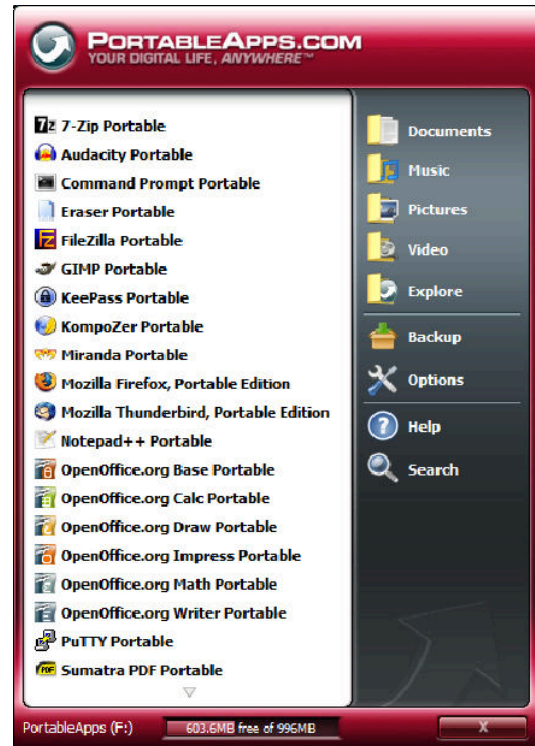 PORTABLEAPPS.COM
YOUR DIGITAL LIFE, ANYWHERE™
7-Zip Portable
Audacity Portable
Command Prompt Portable
Eraser Portable
FileZilla Portable
GIMP Portable
KeePass Portable
KompoZer Portable
Miranda Portable
Mozilla Firefox, Portable Edition
Mozilla Thunderbird, Portable Edition
Notepad++ Portable
OpenOffice.org Base Portable
OpenOffice.org Calc Portable
OpenOffice.org Draw Portable
OpenOffice.org Impress Portable
OpenOffice.org Math Portable
OpenOffice.org Writer Portable
PuTTY Portable
Sumatra PDF Portable
Documents
Music
Pictures
Video
Explore
Backup
Options
Help
Search
PortableApps (F:)
603.6MB free of 996MB
X